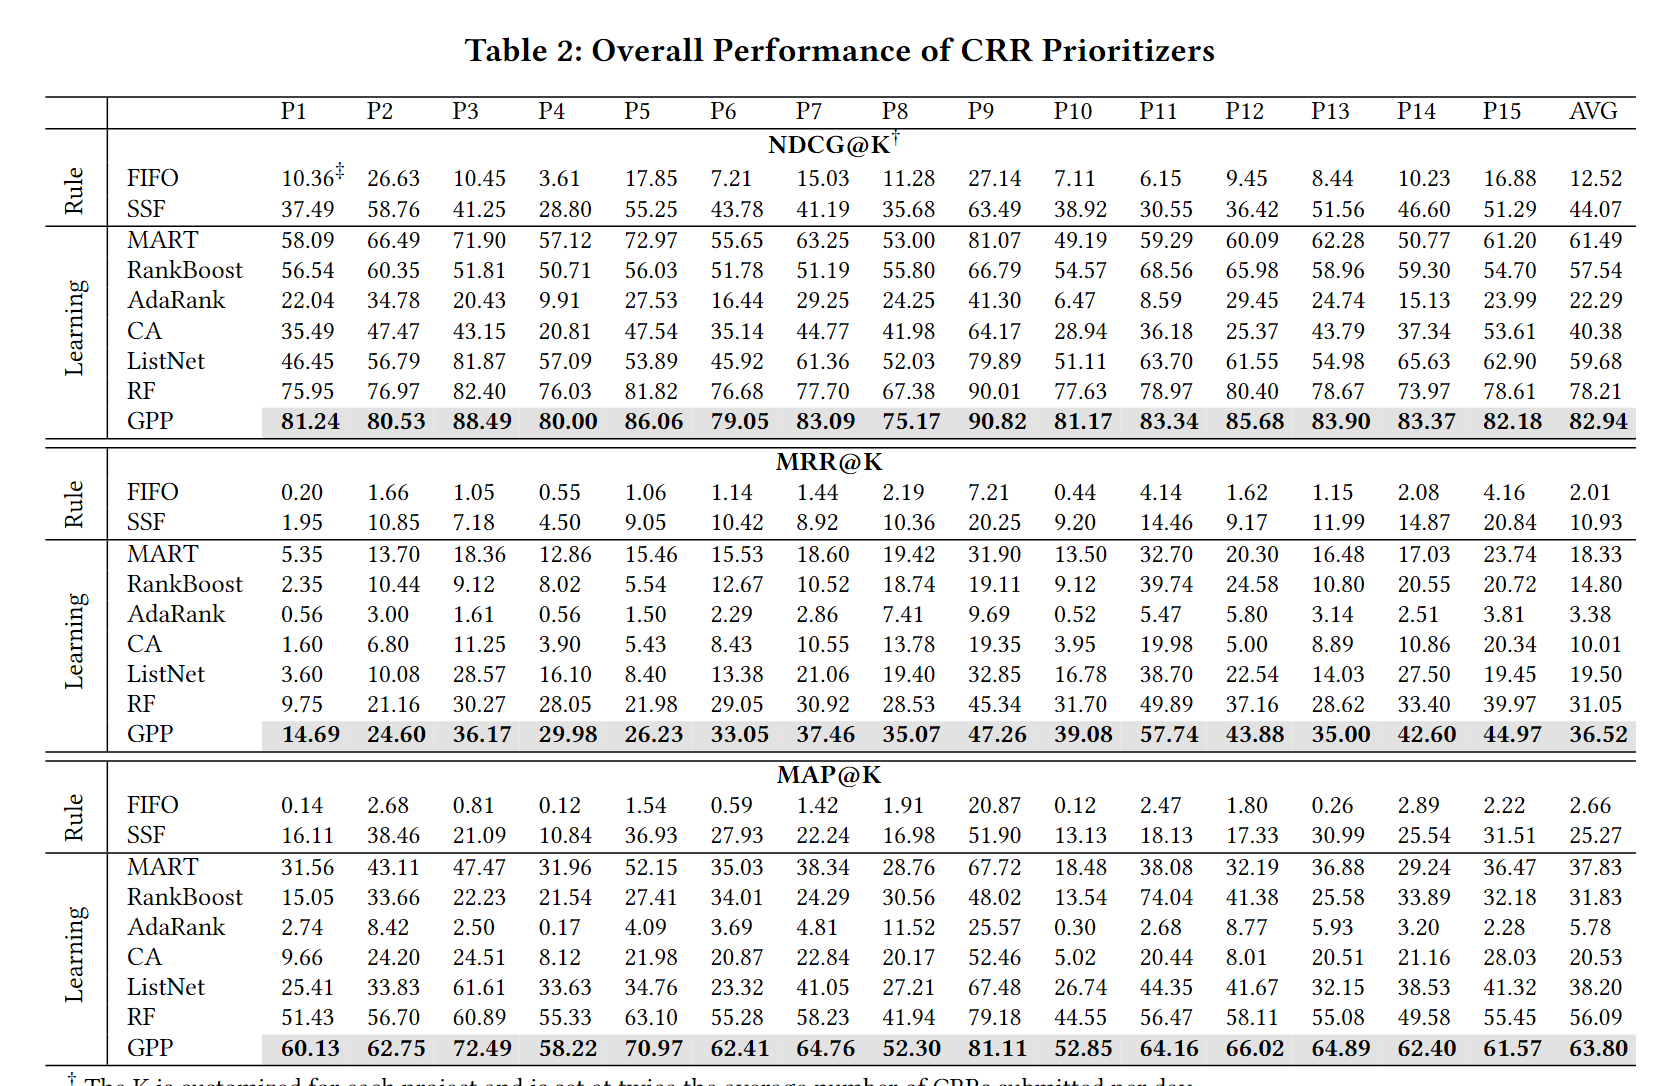 Table 2: Overall Performance of CRR Prioritizers
P1 P2 P3 P4 P5 P6 P7 P8 P9 P10 P11 P12 P13 P14 P15 AVG
NDCG@K†
Rule
FIFO 10.36‡ 26.63 10.45 3.61 17.85 7.21 15.03 11.28 27.14 7.11 6.15 9.45 8.44 10.23 16.88 12.52
SSF 37.49 58.76 41.25 28.80 55.25 43.78 41.19 35.68 63.49 38.92 30.55 36.42 51.56 46.60 51.29 44.07
Learning
MART 58.09 66.49 71.90 57.12 72.97 55.65 63.25 53.00 81.07 49.19 59.29 60.09 62.28 50.77 61.20 61.49
RankBoost 56.54 60.35 51.81 50.71 56.03 51.78 51.19 55.80 66.79 54.57 68.56 65.98 58.96 59.30 54.70 57.54
AdaRank 22.04 34.78 20.43 9.91 27.53 16.44 29.25 24.25 41.30 6.47 8.59 29.45 24.74 15.13 23.99 22.29
CA 35.49 47.47 43.15 20.81 47.54 35.14 44.77 41.98 64.17 28.94 36.18 25.37 43.79 37.34 53.61 40.38
ListNet 46.45 56.79 81.87 57.09 53.89 45.92 61.36 52.03 79.89 51.11 63.70 61.55 54.98 65.63 62.90 59.68
RF 75.95 76.97 82.40 76.03 81.82 76.68 77.70 67.38 90.01 77.63 78.97 80.40 78.67 73.97 78.61 78.21
GPP 81.24 80.53 88.49 80.00 86.06 79.05 83.09 75.17 90.82 81.17 83.34 85.68 83.90 83.37 82.18 82.94
MRR@K
Rule
FIFO 0.20 1.66 1.05 0.55 1.06 1.14 1.44 2.19 7.21 0.44 4.14 1.62 1.15 2.08 4.16 2.01
SSF 1.95 10.85 7.18 4.50 9.05 10.42 8.92 10.36 20.25 9.20 14.46 9.17 11.99 14.87 20.84 10.93
Learning
MART 5.35 13.70 18.36 12.86 15.46 15.53 18.60 19.42 31.90 13.50 32.70 20.30 16.48 17.03 23.74 18.33
RankBoost 2.35 10.44 9.12 8.02 5.54 12.67 10.52 18.74 19.11 9.12 39.74 24.58 10.80 20.55 20.72 14.80
AdaRank 0.56 3.00 1.61 0.56 1.50 2.29 2.86 7.41 9.69 0.52 5.47 5.80 3.14 2.51 3.81 3.38
CA 1.60 6.80 11.25 3.90 5.43 8.43 10.55 13.78 19.35 3.95 19.98 5.00 8.89 10.86 20.34 10.01
ListNet 3.60 10.08 28.57 16.10 8.40 13.38 21.06 19.40 32.85 16.78 38.70 22.54 14.03 27.50 19.45 19.50
RF 9.75 21.16 30.27 28.05 21.98 29.05 30.92 28.53 45.34 31.70 49.89 37.16 28.62 33.40 39.97 31.05
GPP 14.69 24.60 36.17 29.98 26.23 33.05 37.46 35.07 47.26 39.08 57.74 43.88 35.00 42.60 44.97 36.52
MAP@K
Rule
FIFO 0.14 2.68 0.81 0.12 1.54 0.59 1.42 1.91 20.87 0.12 2.47 1.80 0.26 2.89 2.22 2.66
SSF 16.11 38.46 21.09 10.84 36.93 27.93 22.24 16.98 51.90 13.13 18.13 17.33 30.99 25.54 31.51 25.27
Learning
MART 31.56 43.11 47.47 31.96 52.15 35.03 38.34 28.76 67.72 18.48 38.08 32.19 36.88 29.24 36.47 37.83
RankBoost 15.05 33.66 22.23 21.54 27.41 34.01 24.29 30.56 48.02 13.54 74.04 41.38 25.58 33.89 32.18 31.83
AdaRank 2.74 8.42 2.50 0.17 4.09 3.69 4.81 11.52 25.57 0.30 2.68 8.77 5.93 3.20 2.28 5.78
CA 9.66 24.20 24.51 8.12 21.98 20.87 22.84 20.17 52.46 5.02 20.44 8.01 20.51 21.16 28.03 20.53
ListNet 25.41 33.83 61.61 33.63 34.76 23.32 41.05 27.21 67.48 26.74 44.35 41.67 32.15 38.53 41.32 38.20
RF 51.43 56.70 60.89 55.33 63.10 55.28 58.23 41.94 79.18 44.55 56.47 58.11 55.08 49.58 55.45 56.09
GPP 60.13 62.75 72.49 58.22 70.97 62.41 64.76 52.30 81.11 52.85 64.16 66.02 64.89 62.40 61.57 63.80
† The K is customized for each project and is set at twice the average number of CRRs submitted per day